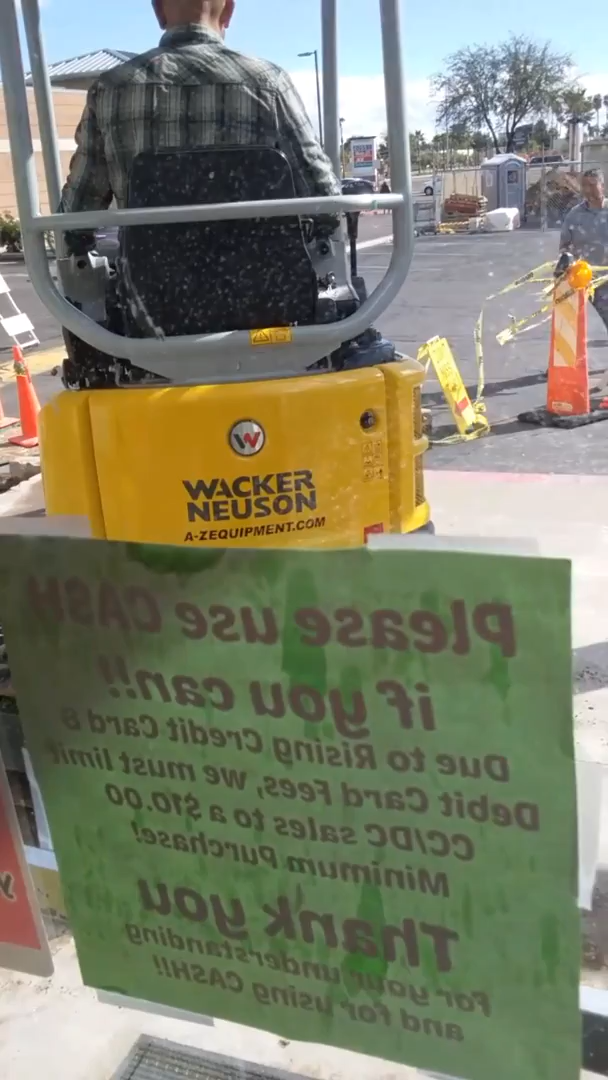 WACKER
NEUSON
A-ZEQUIPMENT.COM
Please use CASH
if you can!!
Due to Rising Credit Card &
Debit Card Fees, we must limit
CC/DC sales to a $10.00
Minimum Purchase!
Thank you
For your understanding
and for using CASH!!